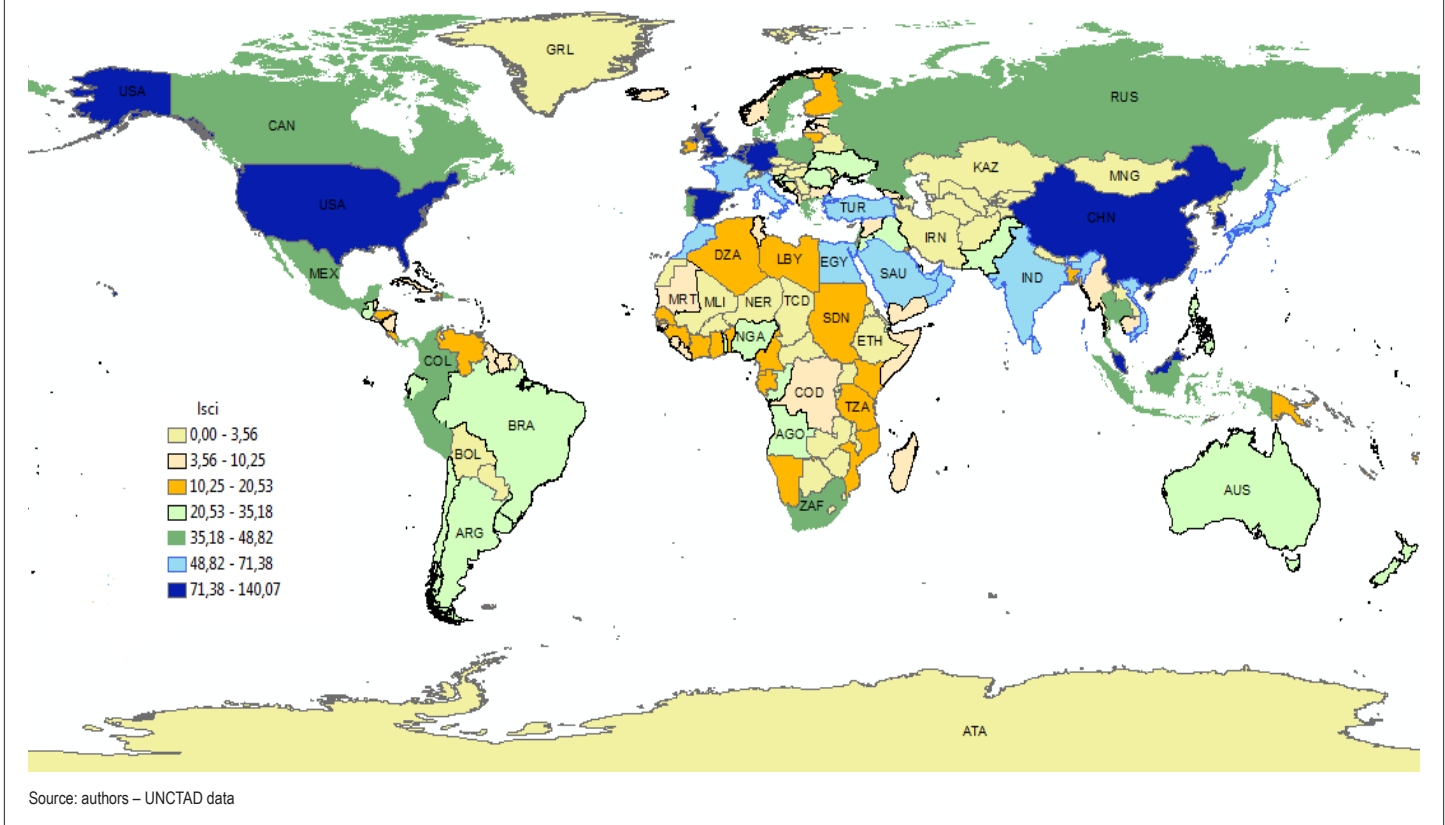 GRL
USA
RUS
CAN
KAZ
MNG
USA
TUR
CHN
IRN
DZA
LBY
EGY
SAU
IND
MEX
MRT
MLI
NER
TCD
SDN
NGA
ETH
COL
COD
TZA
BRA
AGO
BOL
AUS
ZAF
ARG
lsci
0,00 - 3,56
3,56 - 10,25
10,25 - 20,53
20,53 - 35,18
35,18 - 48,82
48,82 - 71,38
71,38 - 140,07
ATA
Source: authors – UNCTAD data